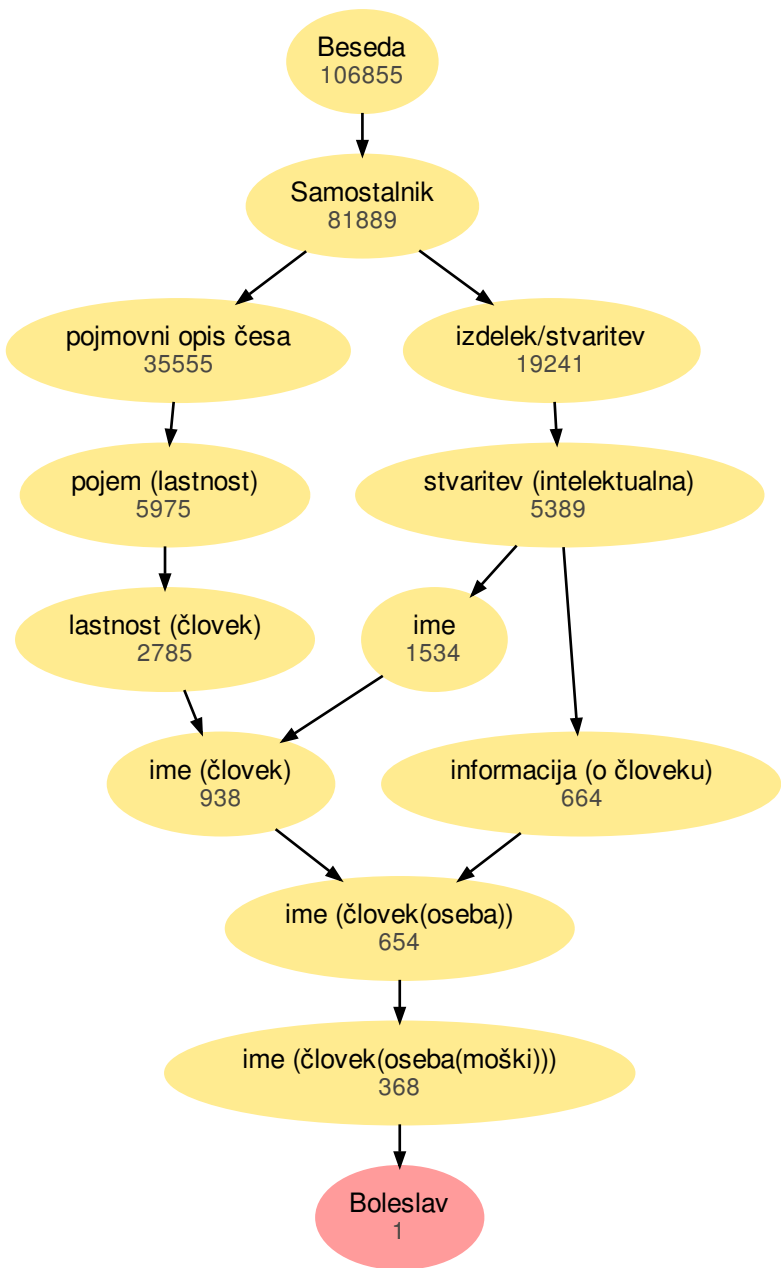 Beseda
106855
Samostalnik
81889
pojmovni opis česa
35555
izdelek/stvaritev
19241
pojem (lastnost)
5975
stvaritev (intelektualna)
5389
lastnost (človek)
2785
ime
1534
ime (človek)
938
informacija (o človeku)
664
ime (človek(oseba))
654
ime (človek(oseba(moški)))
368
Boleslav
1